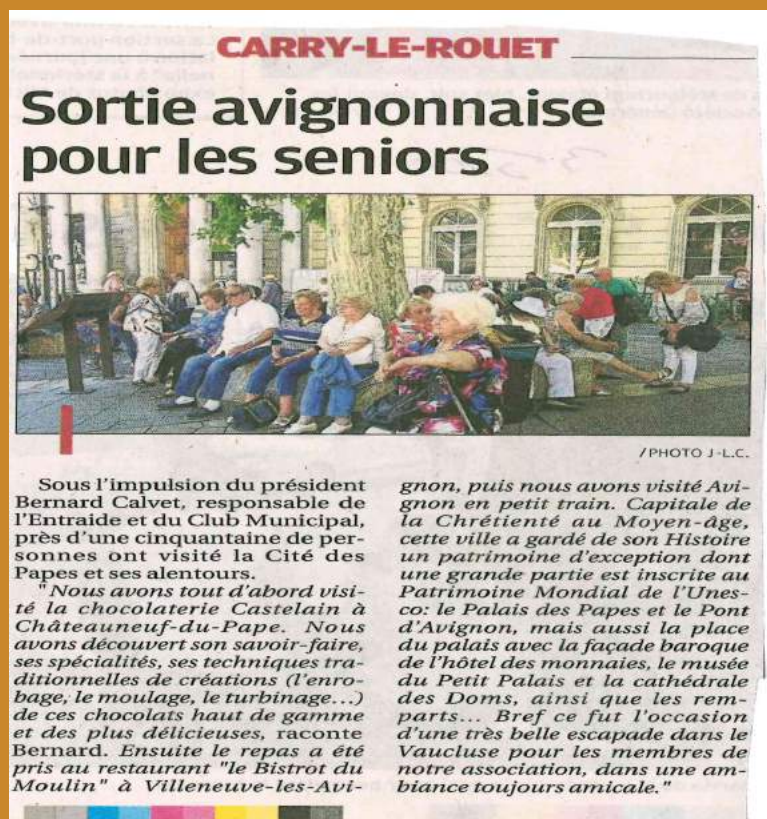 CARRY-LE-ROUET
Sortie avignonnaise
pour les seniors
/PHOTO J-L.C.
Sous l'impulsion du président
Bernard Calvet, responsable de
l'Entraide et du Club Municipal,
près d'une cinquantaine de per-
sonnes ont visité la Cité des
Papes et ses alentours.
"Nous avons tout d'abord visi-
té la chocolaterie Castelain à
Châteauneuf-du-Pape. Nous
avons découvert son savoir-faire,
ses spécialités, ses techniques tra-
ditionnelles de créations (l'enro-
bage, le moulage, le turbinage...)
de ces chocolats haut de gamme
et des plus délicieuses, raconte
Bernard. Ensuite le repas a été
pris au restaurant "le Bistrot du
Moulin" à Villeneuve-les-Avi-
gnon, puis nous avons visité Avi-
gnon en petit train. Capitale de
la Chrétienté au Moyen-âge,
cette ville a gardé de son Histoire
un patrimoine d'exception dont
une grande partie est inscrite au
Patrimoine Mondial de l'Unes-
co: le Palais des Papes et le Pont
d'Avignon, mais aussi la place
du palais avec la façade baroque
de l'hôtel des monnaies, le musée
du Petit Palais et la cathédrale
des Doms, ainsi que les rem-
parts... Bref ce fut l'occasion
d'une très belle escapade dans le
Vaucluse pour les membres de
notre association, dans une am-
biance toujours amicale."